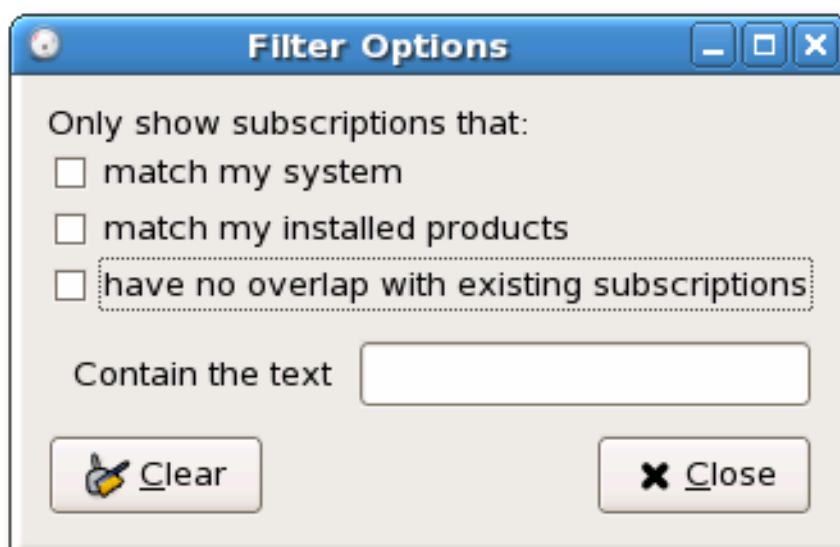 Filter Options
Only show subscriptions that:
match my system
match my installed products
have no overlap with existing subscriptions
Contain the text
Clear
Close